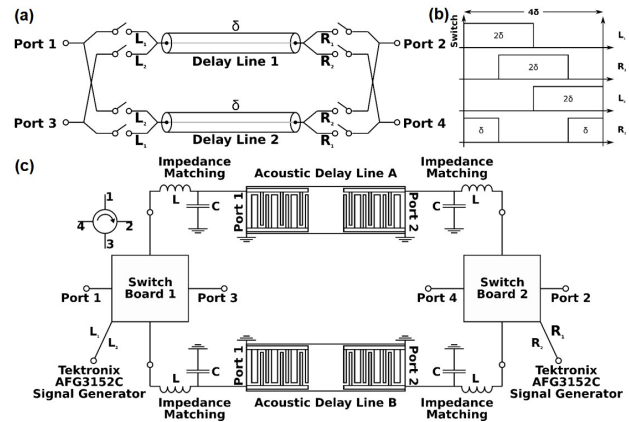 (a)
Port 1
L₁
δ
R₁
Port 2
L₂
Delay Line 1
R₂
δ
L₂
R₂
Port 3
L₁
Delay Line 2
R₁
Port 4
(b)
4δ
Switch
2δ
L₁
2δ
R₁
2δ
L₂
δ
δ
R₂
(c)
Impedance
Matching
Acoustic Delay Line A
Impedance
Matching
L
C
Port 1
Port 2
C
L
1
4
2
3
Switch
Board 1
Port 1
Port 3
Switch
Board 2
Port 4
Port 2
L₁
L₂
R₁
R₂
Tektronix
AFG3152C
Signal Generator
Port 1
Port 2
L
C
C
L
Impedance
Matching
Acoustic Delay Line B
Impedance
Matching
Tektronix
AFG3152C
Signal Generator